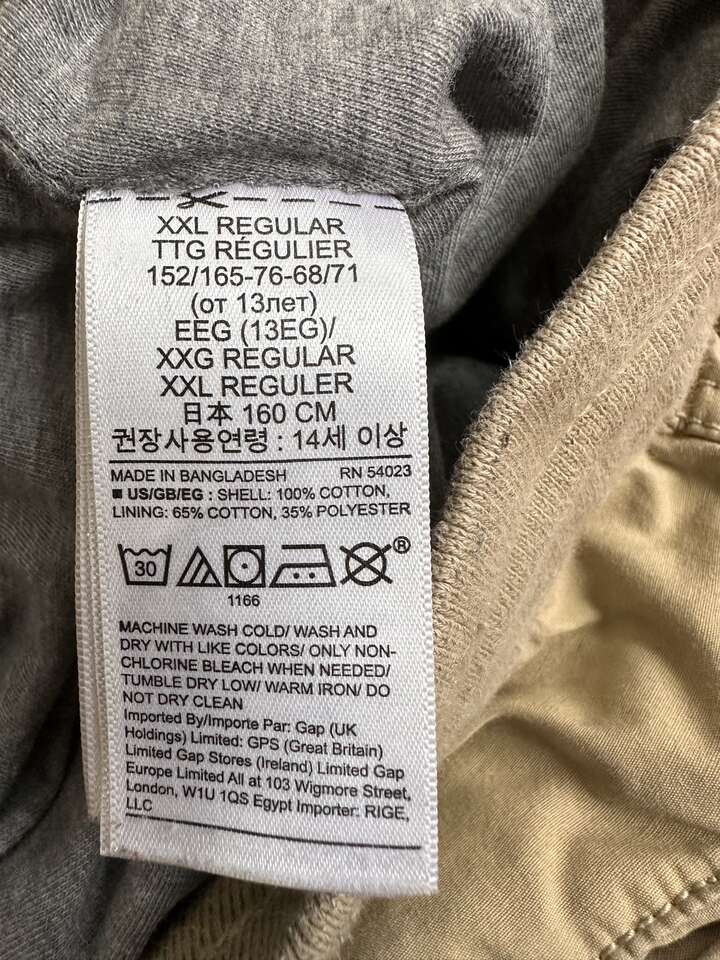 XXL REGULAR
TTG RÉGULIER
152/165-76-68/71
(от 13лет)
EEG (13EG)/
XXG REGULAR
XXL REGULER
日本 160 CM
권장사용연령 : 14세 이상
MADE IN BANGLADESH RN 54023
■ US/GB/EG : SHELL: 100% COTTON,
LINING: 65% COTTON, 35% POLYESTER
30 ®
1166
MACHINE WASH COLD/ WASH AND
DRY WITH LIKE COLORS/ ONLY NON-
CHLORINE BLEACH WHEN NEEDED/
TUMBLE DRY LOW/ WARM IRON/ DO
NOT DRY CLEAN
Imported By/Importe Par: Gap (UK
Holdings) Limited: GPS (Great Britain)
Limited Gap Stores (Ireland) Limited Gap
Europe Limited All at 103 Wigmore Street,
London, W1U 1QS Egypt Importer: RIGE,
LLC